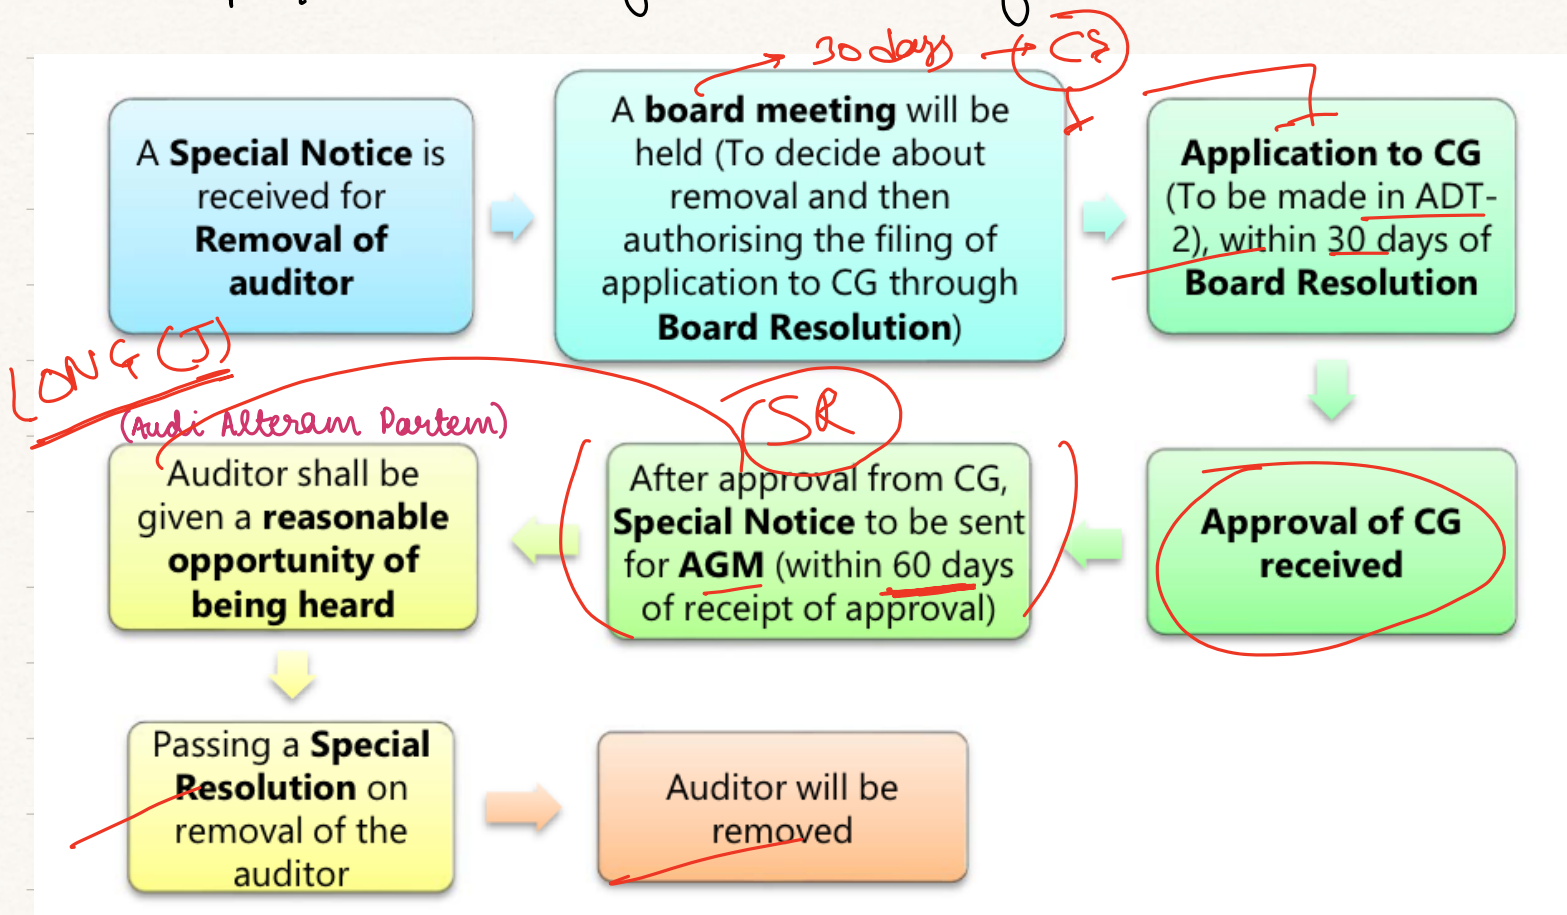 30 days → CG
A Special Notice is
received for
Removal of
auditor
A board meeting will be
held (To decide about
removal and then
authorising the filing of
application to CG through
Board Resolution)
Application to CG
(To be made in ADT-
2), within 30 days of
Board Resolution
LONG (J)
(Audi Alteram Partem)
SR
Auditor shall be
given a reasonable
opportunity of
being heard
After approval from CG,
Special Notice to be sent
for AGM (within 60 days
of receipt of approval)
Approval of CG
received
Passing a Special
Resolution on
removal of the
auditor
Auditor will be
removed